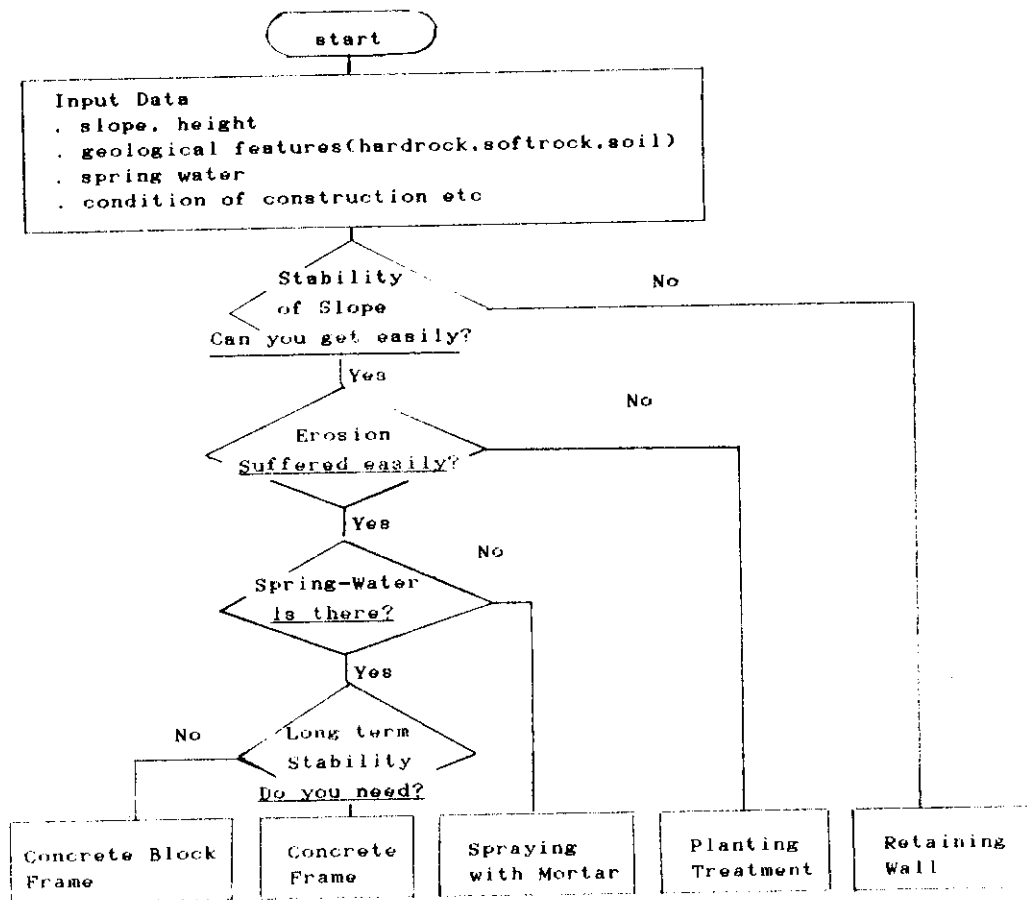 start
Input Data
. slope, height
. geological features(hardrock.softrock.soil)
. spring water
. condition of construction etc
Stability
of Slope
Can you get easily?
No
Yes
Erosion
Suffered easily?
No
Yes
Spring-Water
is there?
No
Yes
Long term
Stability
Do you need?
No
Concrete Block
Frame
Concrete
Frame
Spraying
with Mortar
Planting
Treatment
Retaining
Wall